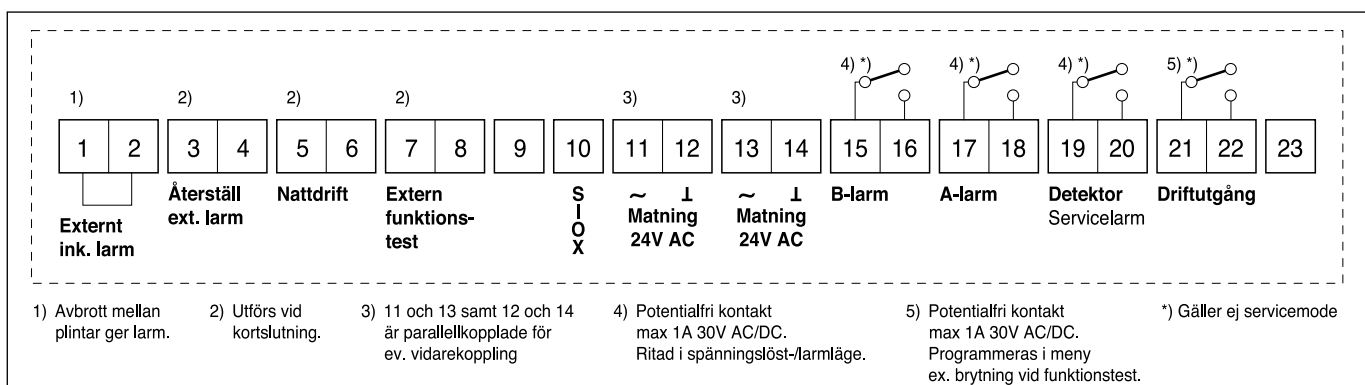 4) *) 4) *) 4) *) 5) *)
1) 2) 2) 2) 3) 3)
1 2 3 4 5 6 7 8 9 10 11 12 13 14 15 16 17 18 19 20 21 22 23
Externt
ink. larm
Återställ
ext. larm
Nattdrift
Extern
funktions-
test
S
I
O
X
~ ⊥
Matning
24V AC
~ ⊥
Matning
24V AC
B-larm
A-larm
Detektor
Servicelarm
Driftutgång
1) Avbrott mellan
plintar ger larm.
2) Utförs vid
kortslutning.
3) 11 och 13 samt 12 och 14
är parallellkopplade för
ev. vidarekoppling
4) Potentialfri kontakt
max 1A 30V AC/DC.
Ritad i spänningslöst-/larmläge.
5) Potentialfri kontakt
max 1A 30V AC/DC.
Programmeras i meny
ex. brytning vid funktionstest.
*) Gäller ej servicemode